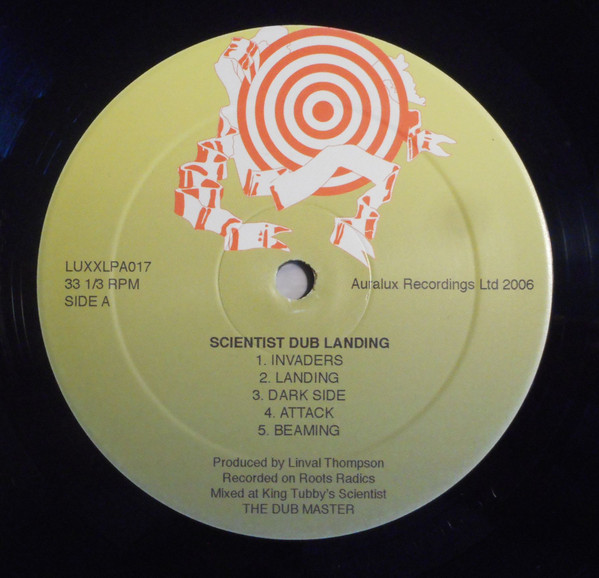 LUXXLPA017
33 1/3 RPM
SIDE A
Auralux Recordings Ltd 2006
SCIENTIST DUB LANDING
1. INVADERS
2. LANDING
3. DARK SIDE
4. ATTACK
5. BEAMING
Produced by Linval Thompson
Recorded on Roots Radics
Mixed at King Tubby's Scientist
THE DUB MASTER